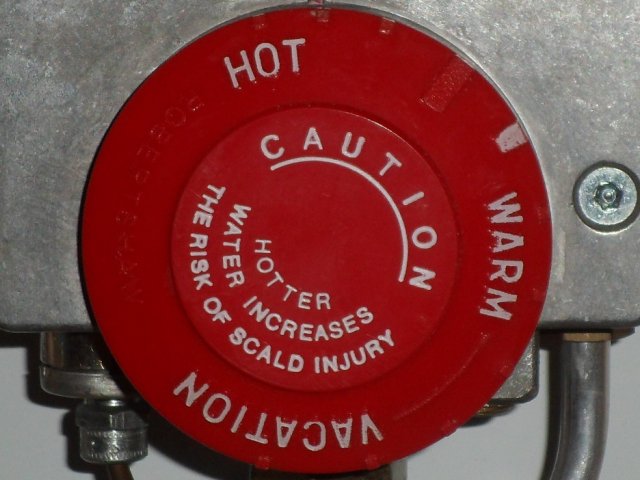 HOT
WARM
VACATION
CAUTION
HOTTER
WATER INCREASES
THE RISK OF SCALD INJURY